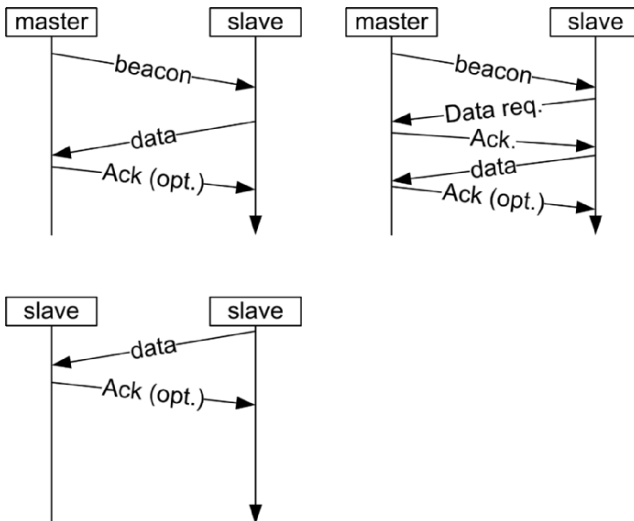 master
slave
beacon
data
Ack (opt.)
master
slave
beacon
Data req.
Ack.
data
Ack (opt.)
slave
slave
data
Ack (opt.)